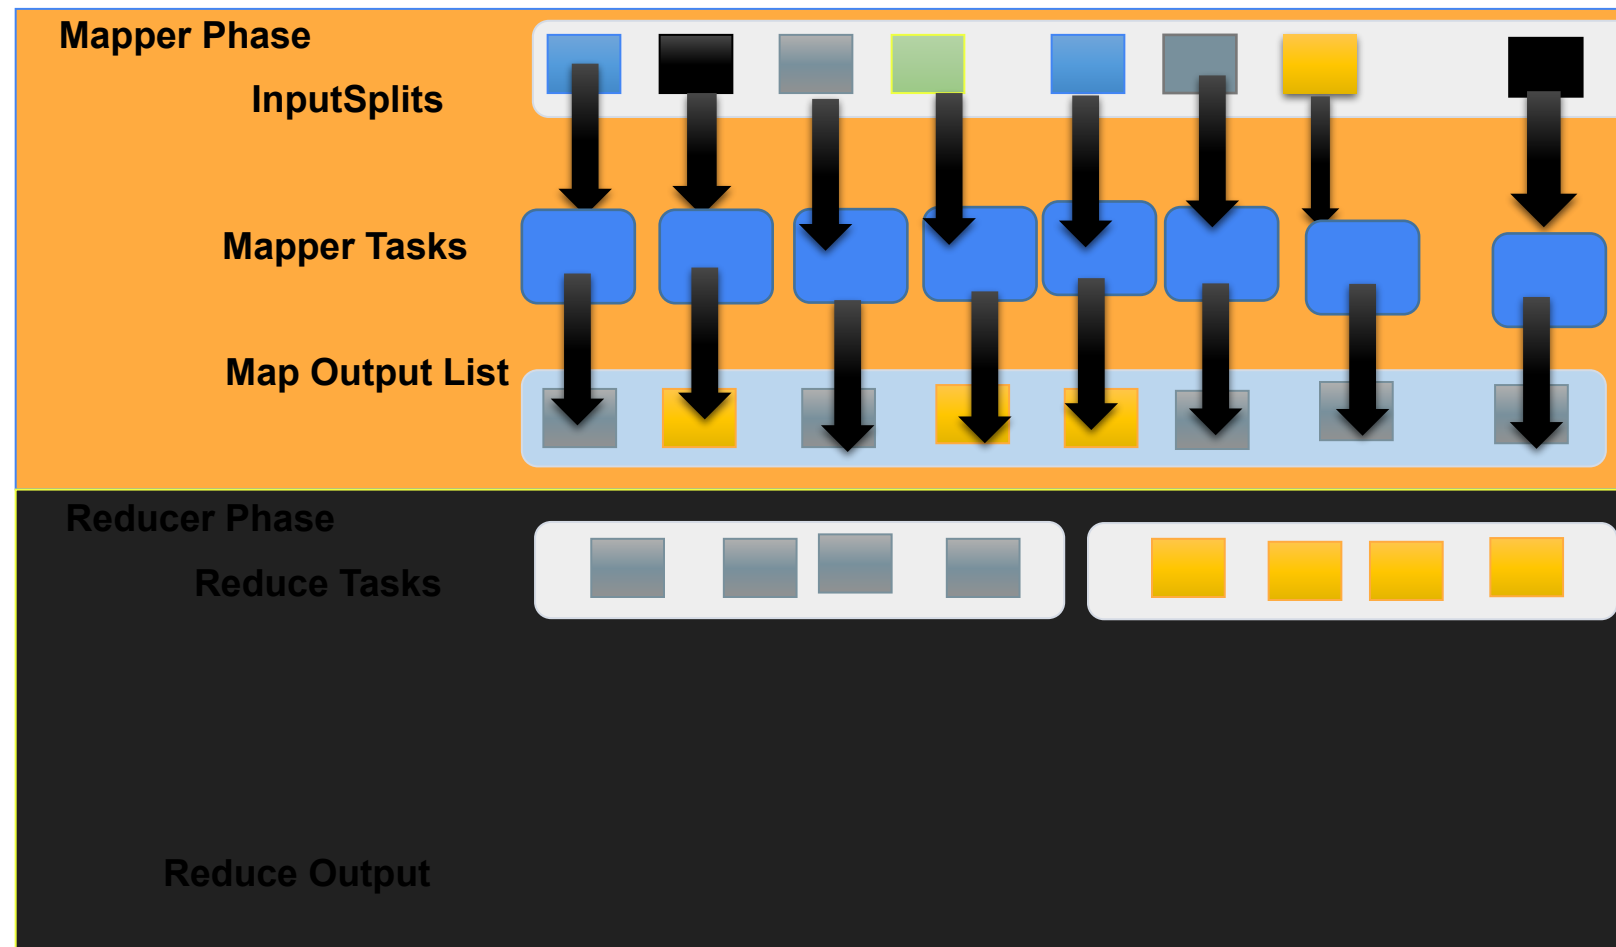 Mapper Phase
InputSplits
Mapper Tasks
Map Output List
Reducer Phase
Reduce Tasks
Reduce Output